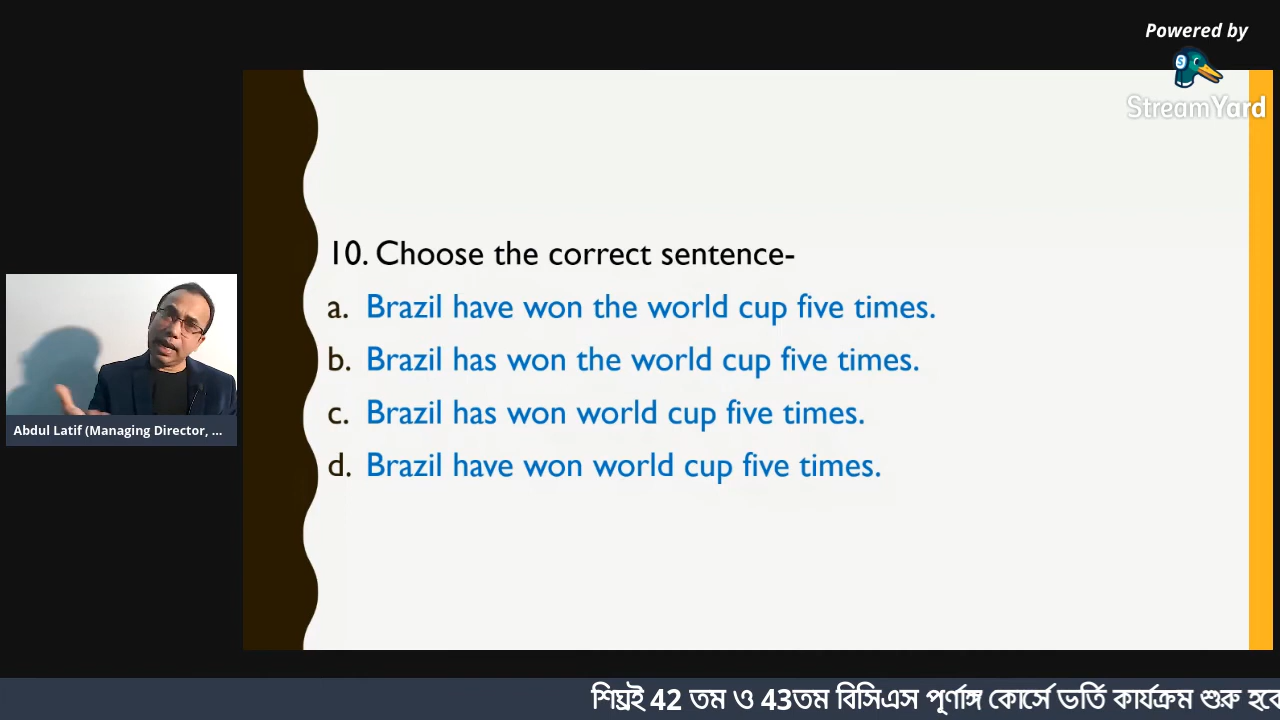 Powered by
StreamYard
10. Choose the correct sentence-
a. Brazil have won the world cup five times.
b. Brazil has won the world cup five times.
c. Brazil has won world cup five times.
d. Brazil have won world cup five times.
Abdul Latif (Managing Director, ...
শিঘ্রই 42 তম ও 43তম বিসিএস পূর্ণাঙ্গ কোর্সে ভর্তি কার্যক্রম শুরু হবে